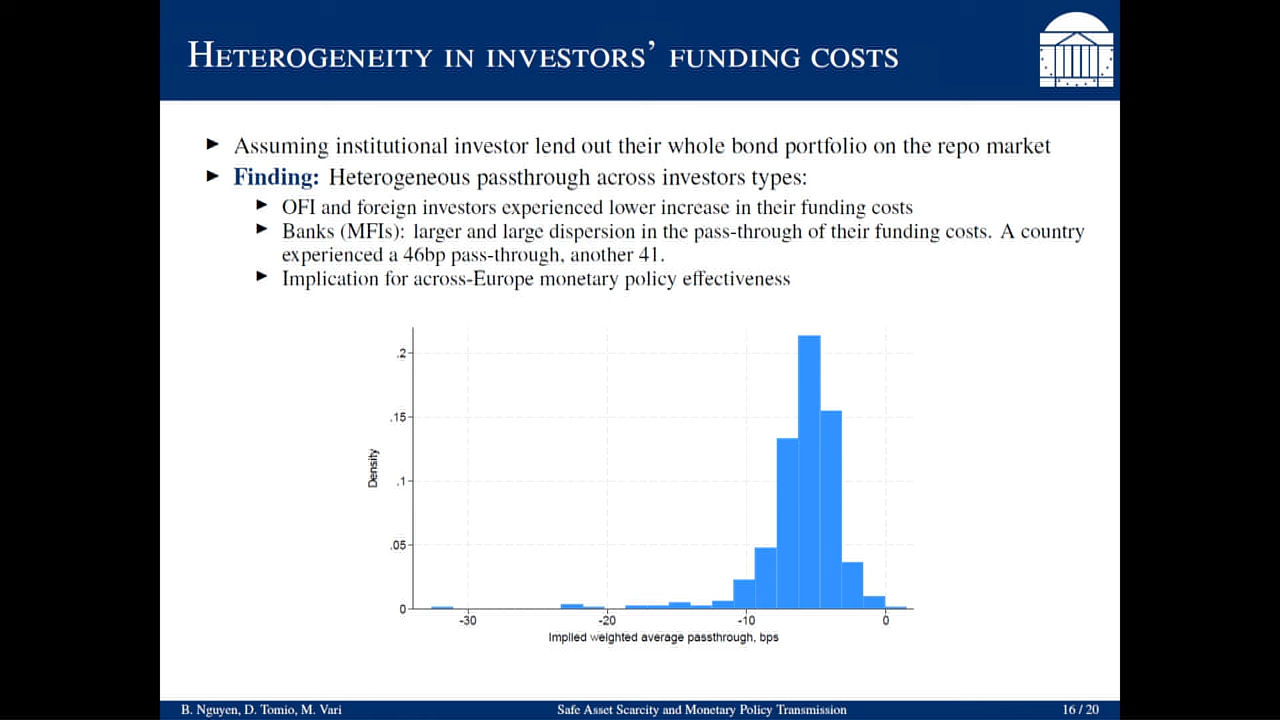 HETEROGENEITY IN INVESTORS' FUNDING COSTS
► Assuming institutional investor lend out their whole bond portfolio on the repo market
► Finding: Heterogeneous passthrough across investors types:
► OFI and foreign investors experienced lower increase in their funding costs
► Banks (MFIs): larger and large dispersion in the pass-through of their funding costs. A country
experienced a 46bp pass-through, another 41.
► Implication for across-Europe monetary policy effectiveness
.2
.15
.1
.05
0
Density
-30 -20 -10 0
Implied weighted average passthrough, bps
B. Nguyen, D. Tomio, M. Vari Safe Asset Scarcity and Monetary Policy Transmission 16 / 20